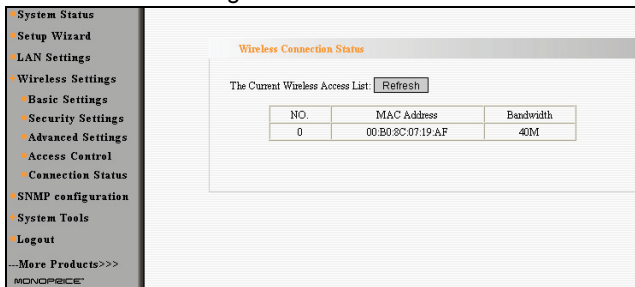 System Status
Setup Wizard
LAN Settings
Wireless Settings
Basic Settings
Security Settings
Advanced Settings
Access Control
Connection Status
SNMP configuration
System Tools
Logout
---More Products>>>
MONOPRICE
Wireless Connection Status
The Current Wireless Access List: Refresh
NO. MAC Address Bandwidth
0 00:B0:8C:07:19:AF 40M